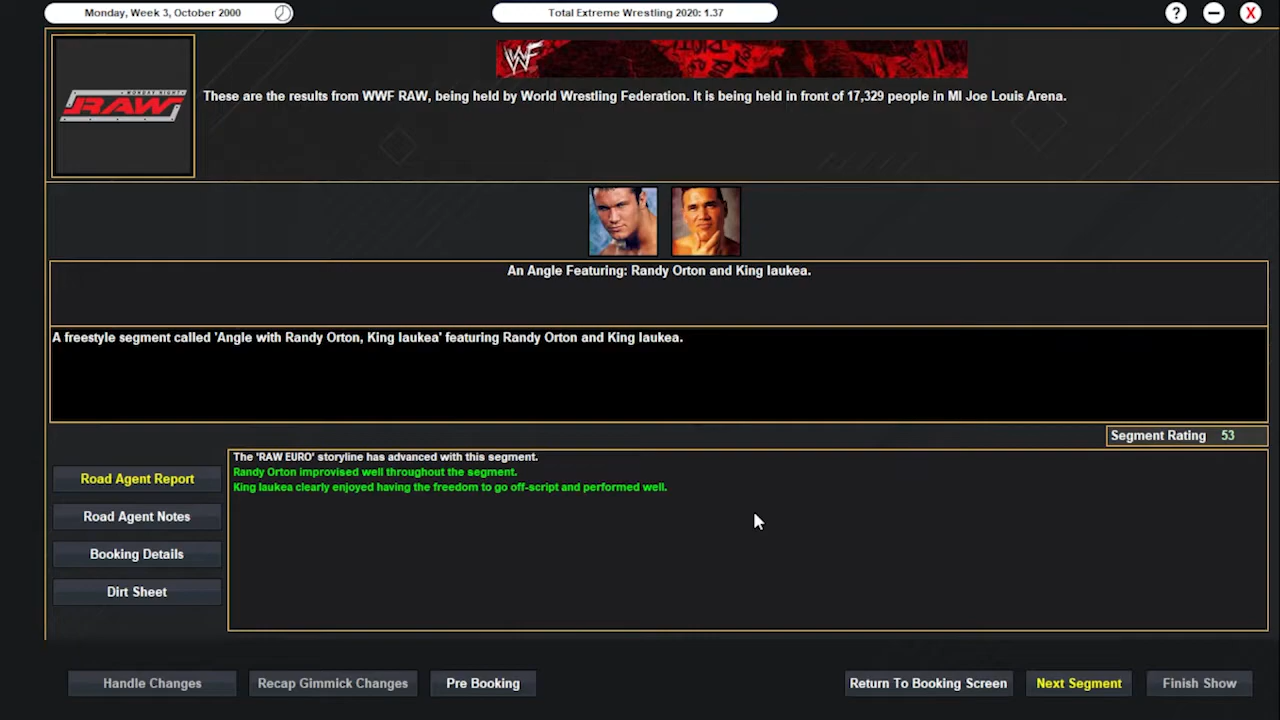 Monday, Week 3, October 2000
Total Extreme Wrestling 2020: 1.37
?
X
MONDAY NIGHT
RAW
These are the results from WWF RAW, being held by World Wrestling Federation. It is being held in front of 17,329 people in MI Joe Louis Arena.
An Angle Featuring: Randy Orton and King Iaukea.
A freestyle segment called 'Angle with Randy Orton, King Iaukea' featuring Randy Orton and King Iaukea.
Segment Rating 53
Road Agent Report
Road Agent Notes
Booking Details
Dirt Sheet
The 'RAW EURO' storyline has advanced with this segment.
Randy Orton improvised well throughout the segment.
King Iaukea clearly enjoyed having the freedom to go off-script and performed well.
Handle Changes
Recap Gimmick Changes
Pre Booking
Return To Booking Screen
Next Segment
Finish Show